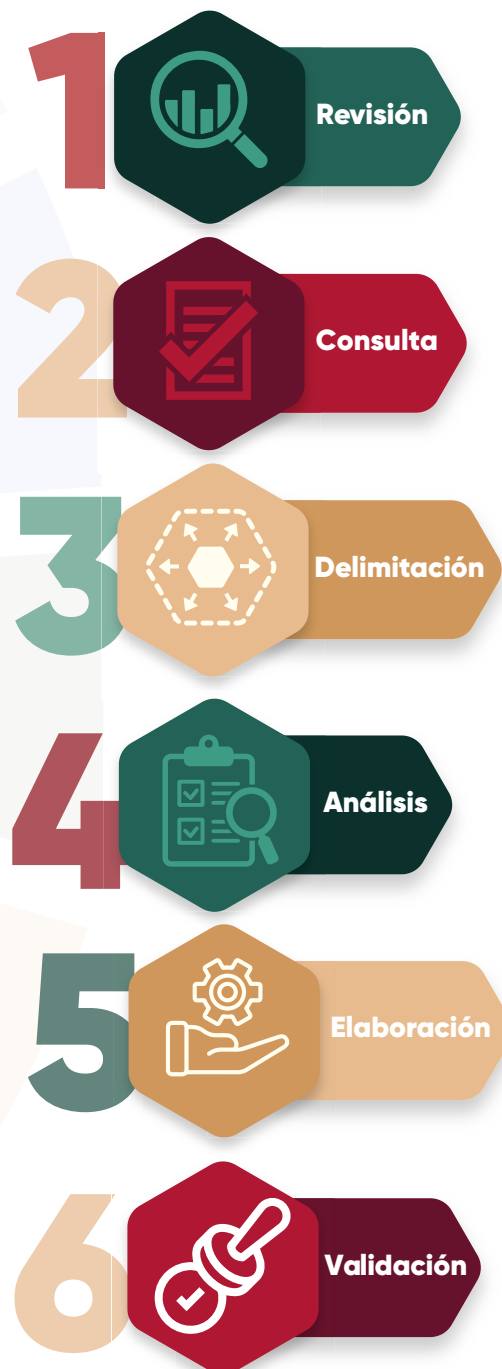 1
Revisión
2
Consulta
3
Delimitación
4
Análisis
5
Elaboración
6
Validación